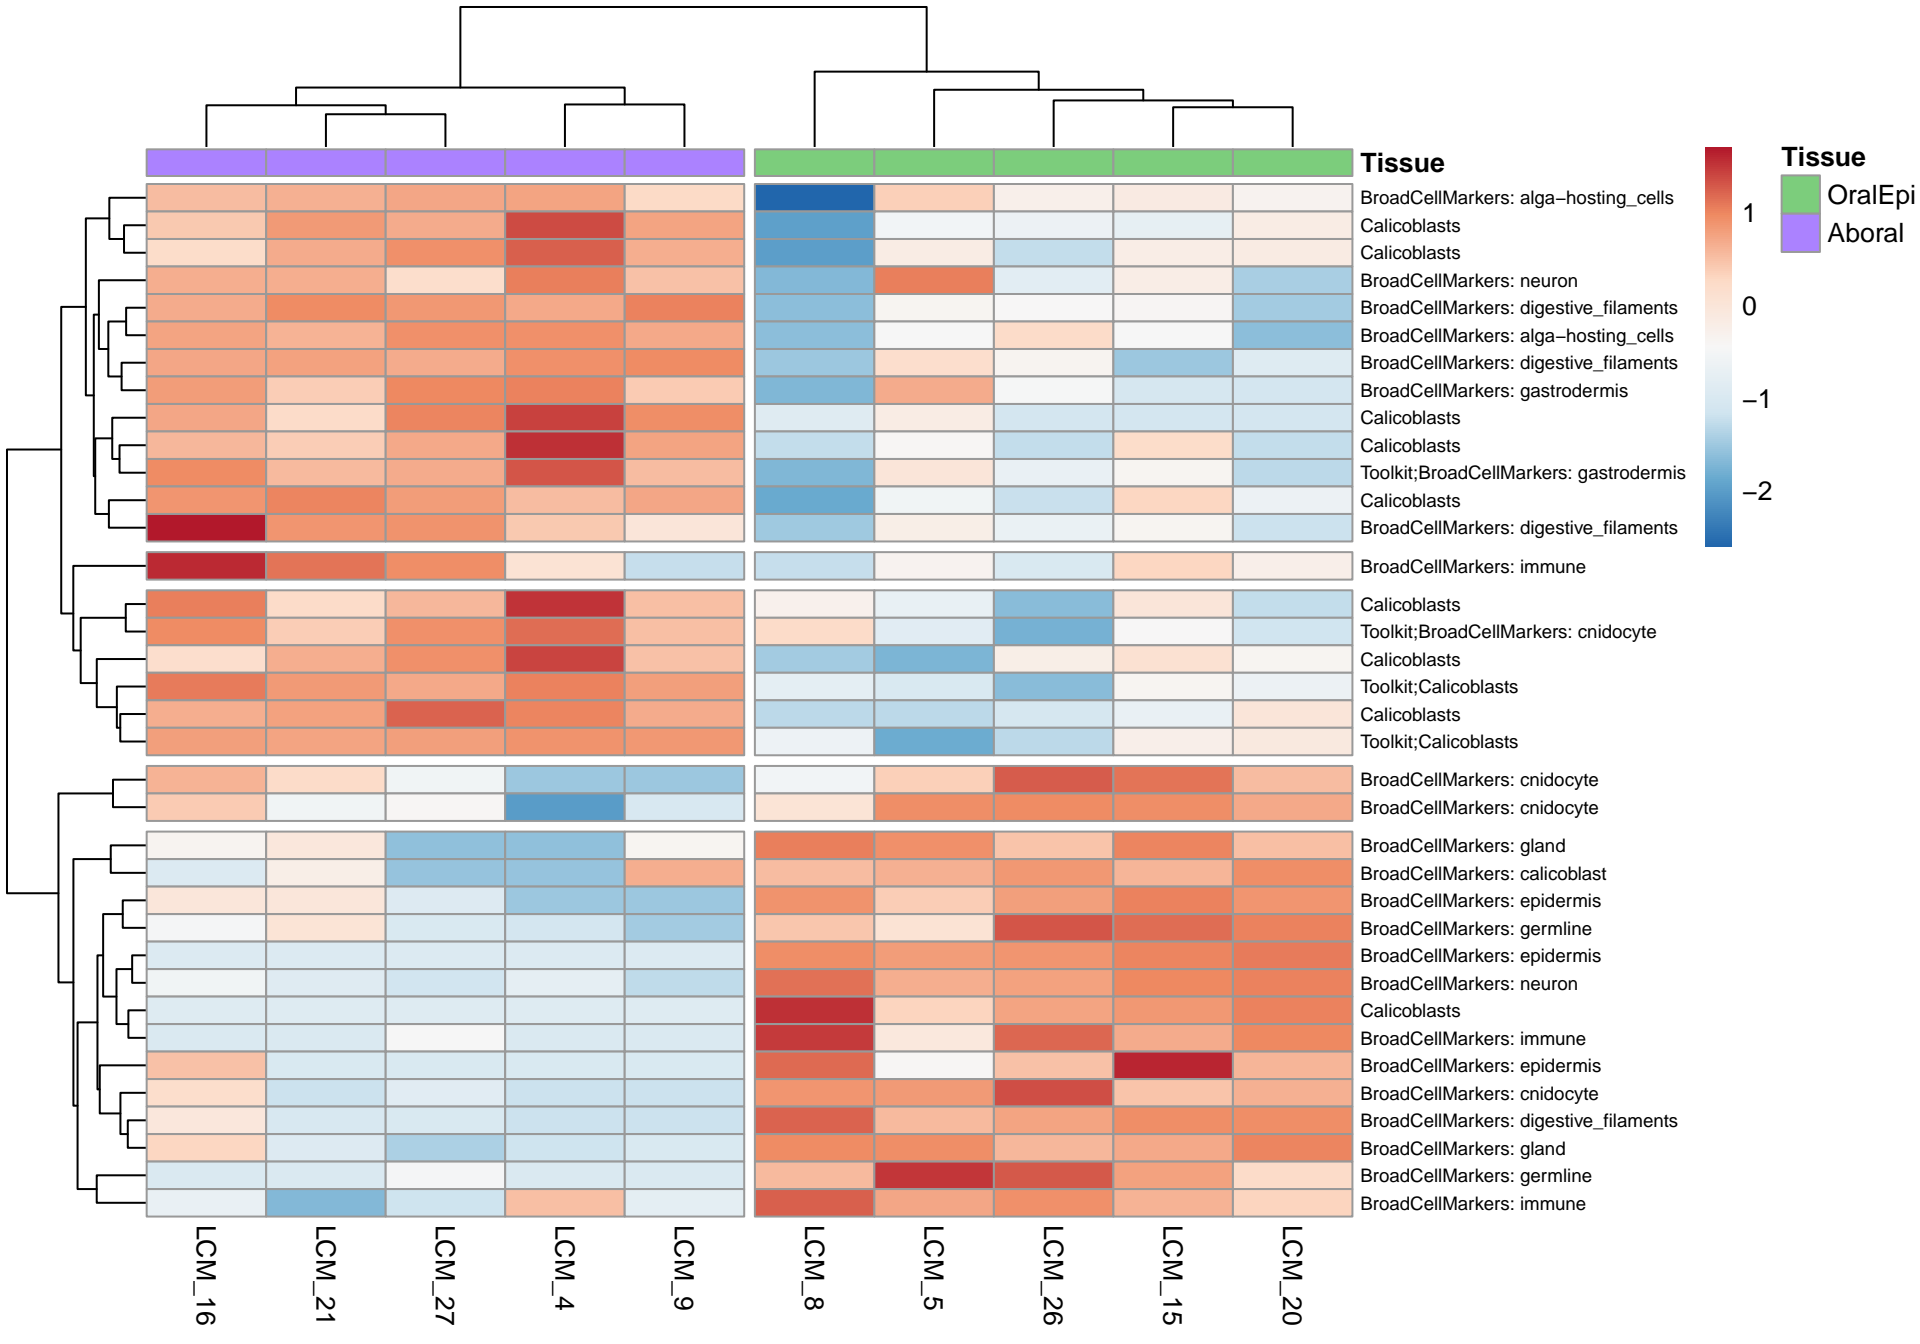 Tissue
BroadCellMarkers: alga−hosting_cells
Calicoblasts
Calicoblasts
BroadCellMarkers: neuron
BroadCellMarkers: digestive_filaments
BroadCellMarkers: alga−hosting_cells
BroadCellMarkers: digestive_filaments
BroadCellMarkers: gastrodermis
Calicoblasts
Calicoblasts
Toolkit;BroadCellMarkers: gastrodermis
Calicoblasts
BroadCellMarkers: digestive_filaments
BroadCellMarkers: immune
Calicoblasts
Toolkit;BroadCellMarkers: cnidocyte
Calicoblasts
Toolkit;Calicoblasts
Calicoblasts
Toolkit;Calicoblasts
BroadCellMarkers: cnidocyte
BroadCellMarkers: cnidocyte
BroadCellMarkers: gland
BroadCellMarkers: calicoblast
BroadCellMarkers: epidermis
BroadCellMarkers: germline
BroadCellMarkers: epidermis
BroadCellMarkers: neuron
Calicoblasts
BroadCellMarkers: immune
BroadCellMarkers: epidermis
BroadCellMarkers: cnidocyte
BroadCellMarkers: digestive_filaments
BroadCellMarkers: gland
BroadCellMarkers: germline
BroadCellMarkers: immune
1
0
−1
−2
Tissue
OralEpi
Aboral
LCM_16
LCM_21
LCM_27
LCM_4
LCM_9
LCM_8
LCM_5
LCM_26
LCM_15
LCM_20